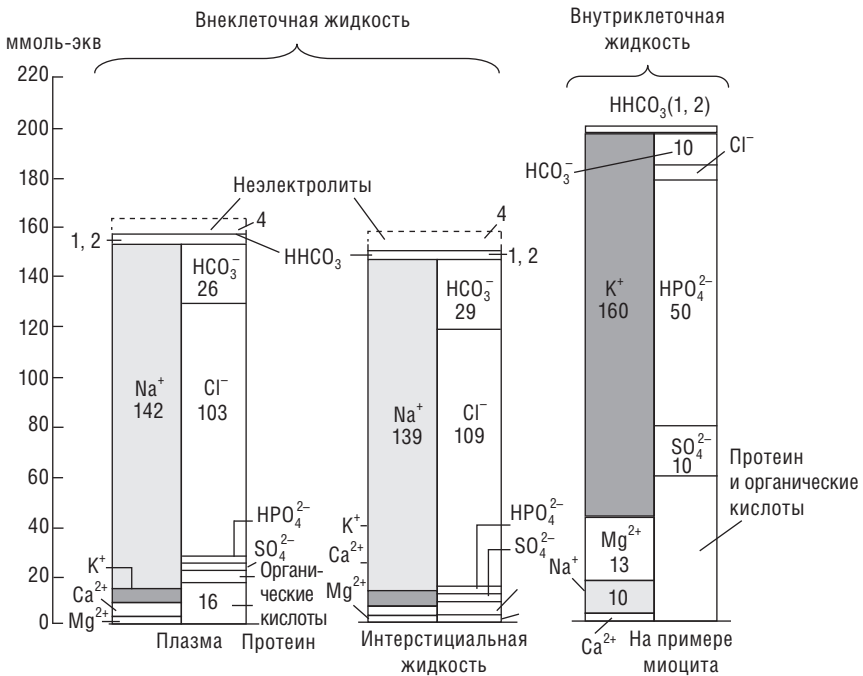 Внеклеточная жидкость
Внутриклеточная
жидкость
ммоль-экв
220
200
180
160
140
120
100
80
60
40
20
0
Неэлектролиты
4
1, 2
HHCO₃
HCO₃⁻
26
Na⁺
142
Cl⁻
103
HPO₄²⁻
SO₄²⁻
Органи-
ческие
кислоты
K⁺
Ca²⁺
Mg²⁺
16
Плазма
Протеин
4
1, 2
HCO₃⁻
29
Na⁺
139
Cl⁻
109
K⁺
Ca²⁺
Mg²⁺
HPO₄²⁻
SO₄²⁻
Интерстициальная
жидкость
HHCO₃(1, 2)
HCO₃⁻
10
Cl⁻
K⁺
160
HPO₄²⁻
50
SO₄²⁻
10
Протеин
и органические
кислоты
Mg²⁺
13
Na⁺
10
Ca²⁺
На примере
миоцита